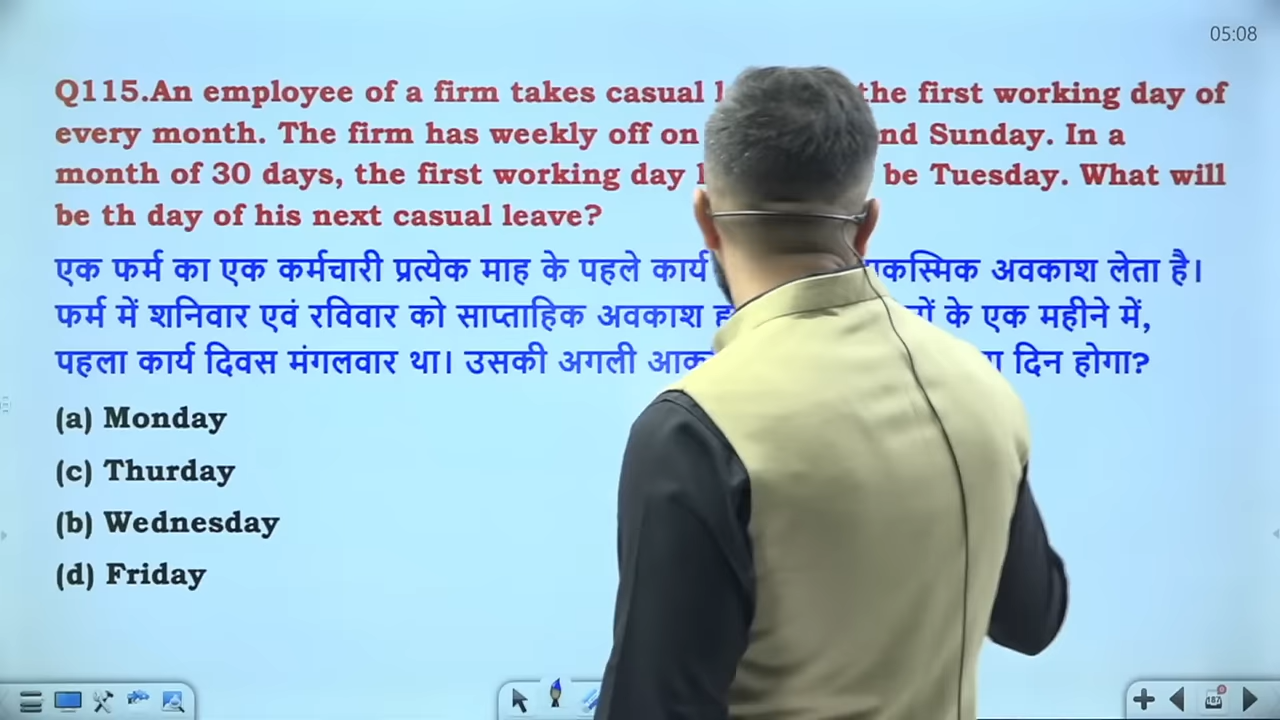 05:08
Q115.An employee of a firm takes casual the first working day of
every month. The firm has weekly off on Sunday. In a
month of 30 days, the first working day be Tuesday. What will
be th day of his next casual leave?
एक फर्म का एक कर्मचारी प्रत्येक माह के पहले कार्य अवकाश लेता है।
फर्म में शनिवार एवं रविवार को साप्ताहिक अवकाश के एक महीने में,
पहला कार्य दिवस मंगलवार था। उसकी अगली दिन होगा?
(a) Monday
(c) Thurday
(b) Wednesday
(d) Friday